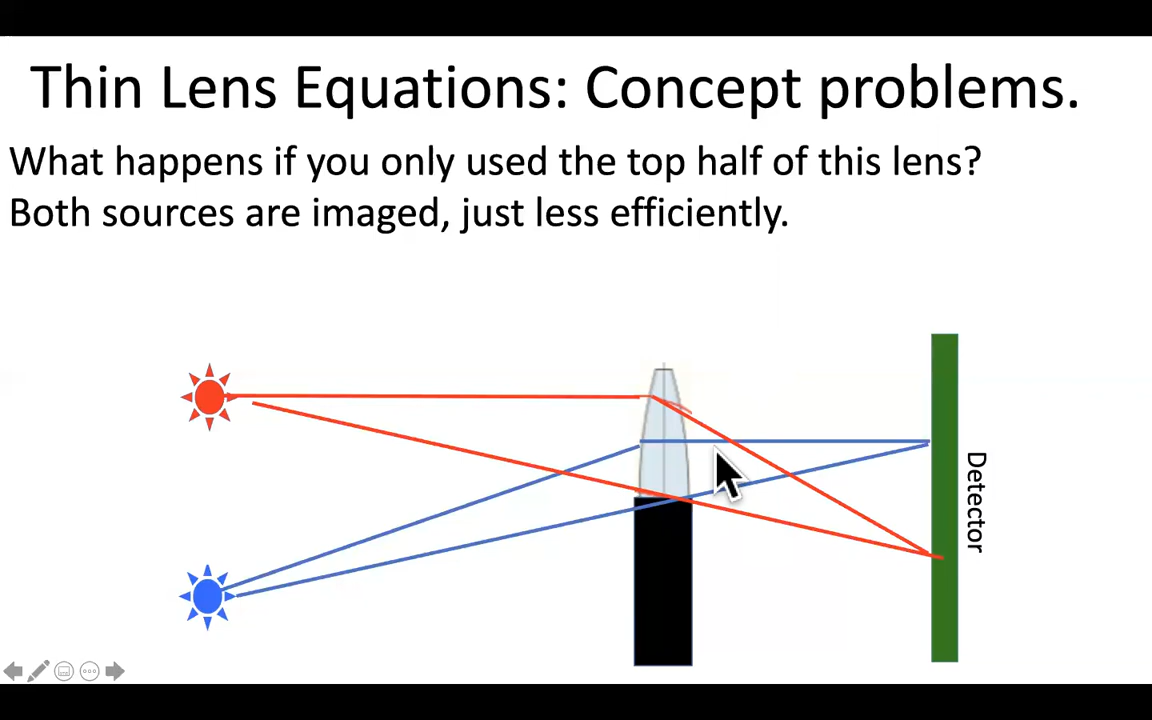 Thin Lens Equations: Concept problems.
What happens if you only used the top half of this lens?
Both sources are imaged, just less efficiently.
Detector